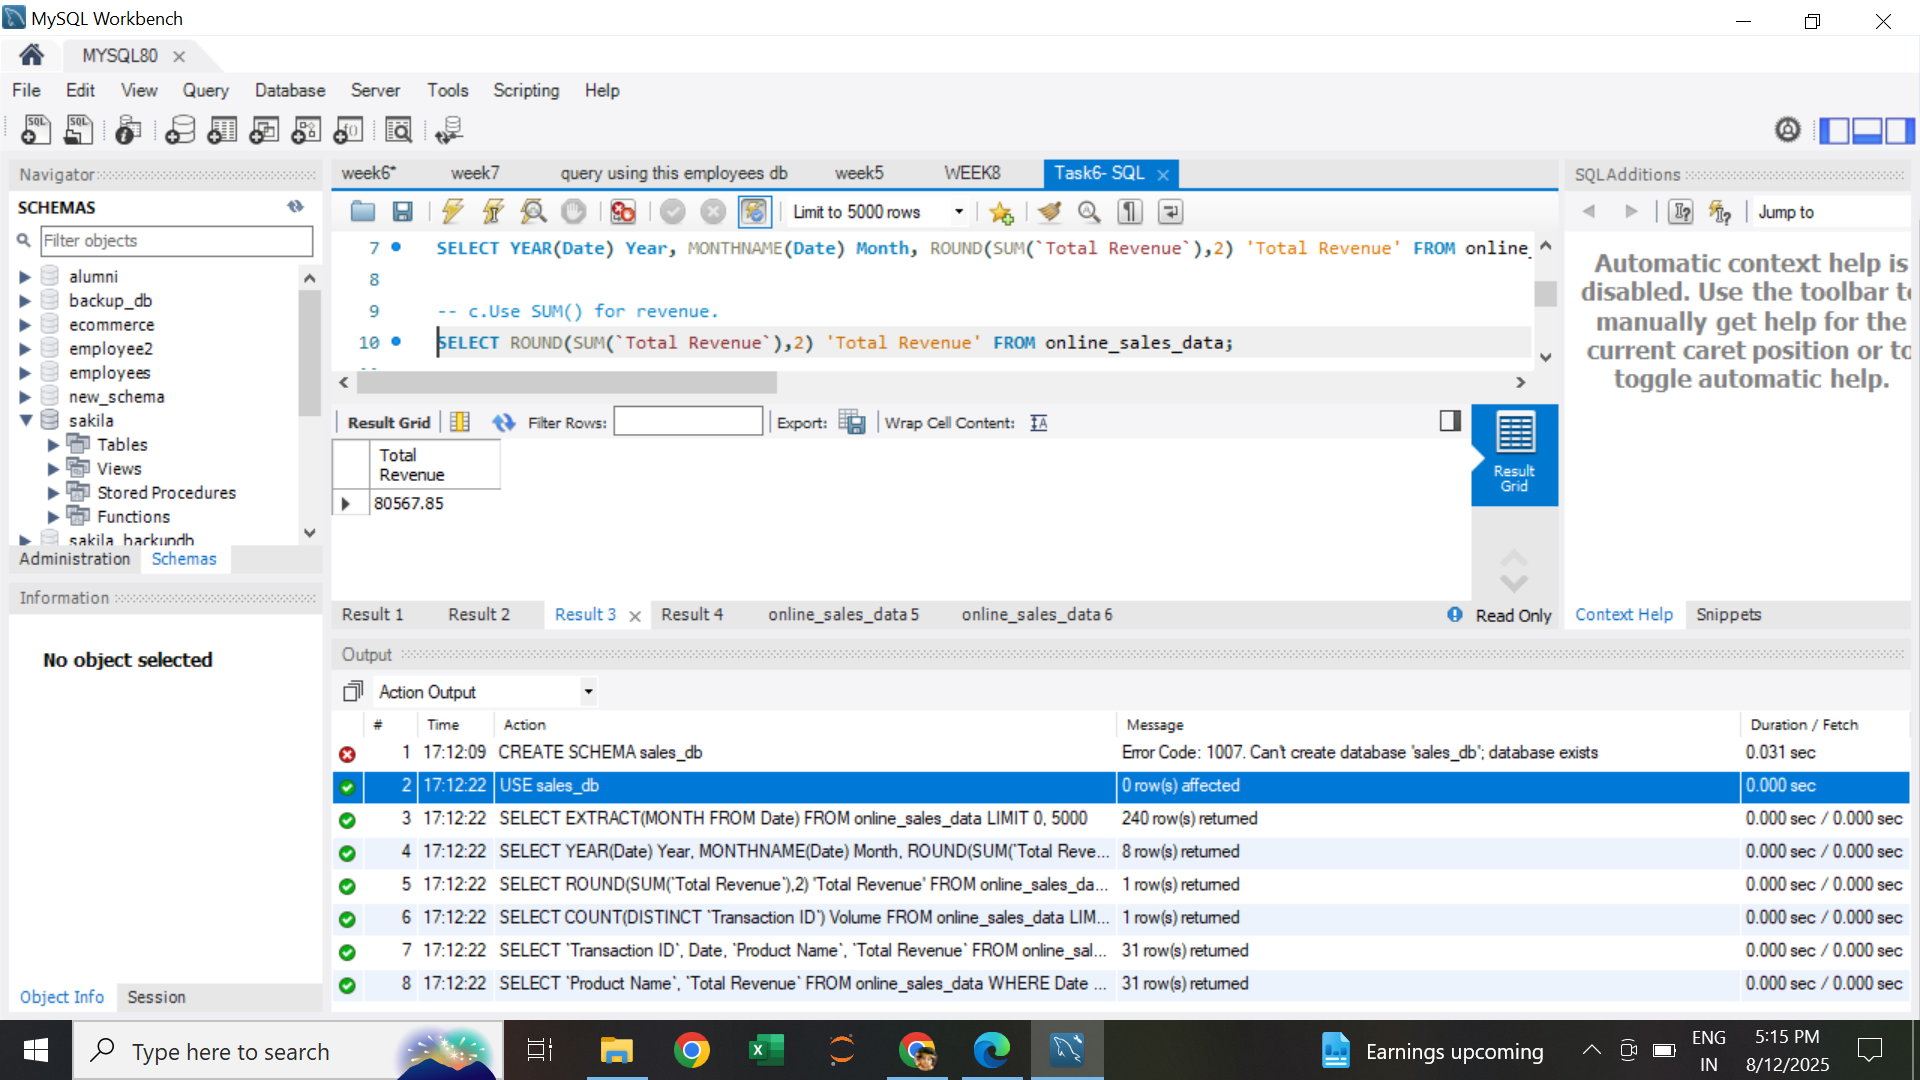 MySQL Workbench
MYSQL80
File Edit View Query Database Server Tools Scripting Help
Navigator
SCHEMAS
Filter objects
alumni
backup_db
ecommerce
employee2
employees
new_schema
sakila
Tables
Views
Stored Procedures
Functions
sakila_backupdb
Administration Schemas
Information
No object selected
Object Info Session
week6* week7 query using this employees db week5 WEEK8 Task6- SQL
Limit to 5000 rows
7 SELECT YEAR(Date) Year, MONTHNAME(Date) Month, ROUND(SUM(`Total Revenue`),2) 'Total Revenue' FROM online_
8
9 -- c.Use SUM() for revenue.
10 SELECT ROUND(SUM(`Total Revenue`),2) 'Total Revenue' FROM online_sales_data;
Result Grid Filter Rows: Export: Wrap Cell Content:
Total
Revenue
80567.85
Result
Grid
Result 1 Result 2 Result 3 Result 4 online_sales_data 5 online_sales_data 6 Read Only
SQLAdditions
Jump to
Automatic context help is
disabled. Use the toolbar to
manually get help for the
current caret position or to
toggle automatic help.
Context Help Snippets
Output
Action Output
# Time Action Message Duration / Fetch
1 17:12:09 CREATE SCHEMA sales_db Error Code: 1007. Can't create database 'sales_db'; database exists 0.031 sec
2 17:12:22 USE sales_db 0 row(s) affected 0.000 sec
3 17:12:22 SELECT EXTRACT(MONTH FROM Date) FROM online_sales_data LIMIT 0, 5000 240 row(s) returned 0.000 sec / 0.000 sec
4 17:12:22 SELECT YEAR(Date) Year, MONTHNAME(Date) Month, ROUND(SUM(`Total Reve... 8 row(s) returned 0.000 sec / 0.000 sec
5 17:12:22 SELECT ROUND(SUM(`Total Revenue`),2) 'Total Revenue' FROM online_sales_da... 1 row(s) returned 0.000 sec / 0.000 sec
6 17:12:22 SELECT COUNT(DISTINCT `Transaction ID`) Volume FROM online_sales_data LIM... 1 row(s) returned 0.000 sec / 0.000 sec
7 17:12:22 SELECT `Transaction ID`, Date, `Product Name`, `Total Revenue` FROM online_sal... 31 row(s) returned 0.000 sec / 0.000 sec
8 17:12:22 SELECT `Product Name`, `Total Revenue` FROM online_sales_data WHERE Date ... 31 row(s) returned 0.000 sec / 0.000 sec
Type here to search
Earnings upcoming
ENG
IN
5:15 PM
8/12/2025